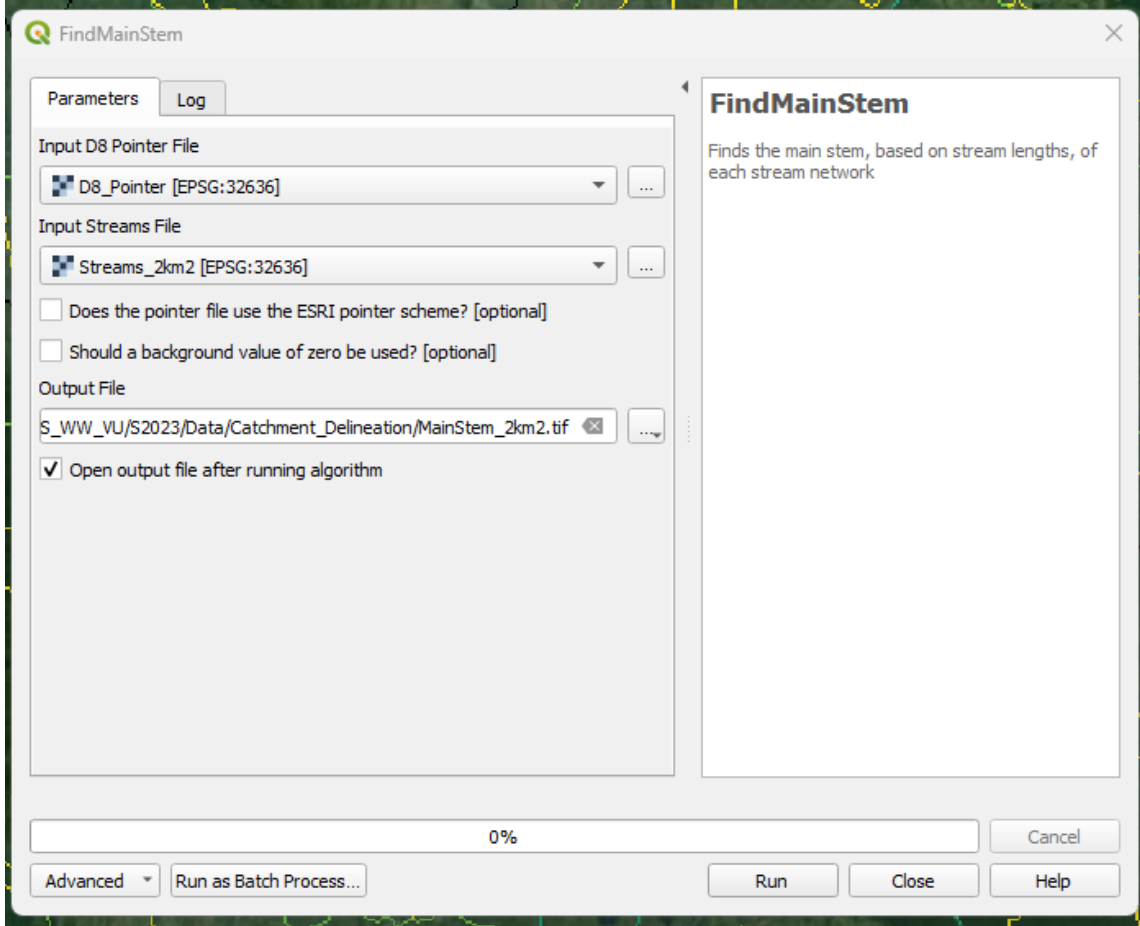 FindMainStem
Parameters
Log
Input D8 Pointer File
D8_Pointer [EPSG:32636]
...
Input Streams File
Streams_2km2 [EPSG:32636]
...
Does the pointer file use the ESRI pointer scheme? [optional]
Should a background value of zero be used? [optional]
Output File
S_WW_VU/S2023/Data/Catchment_Delineation/MainStem_2km2.tif
...
Open output file after running algorithm
FindMainStem
Finds the main stem, based on stream lengths, of
each stream network
0%
Cancel
Advanced
Run as Batch Process...
Run
Close
Help